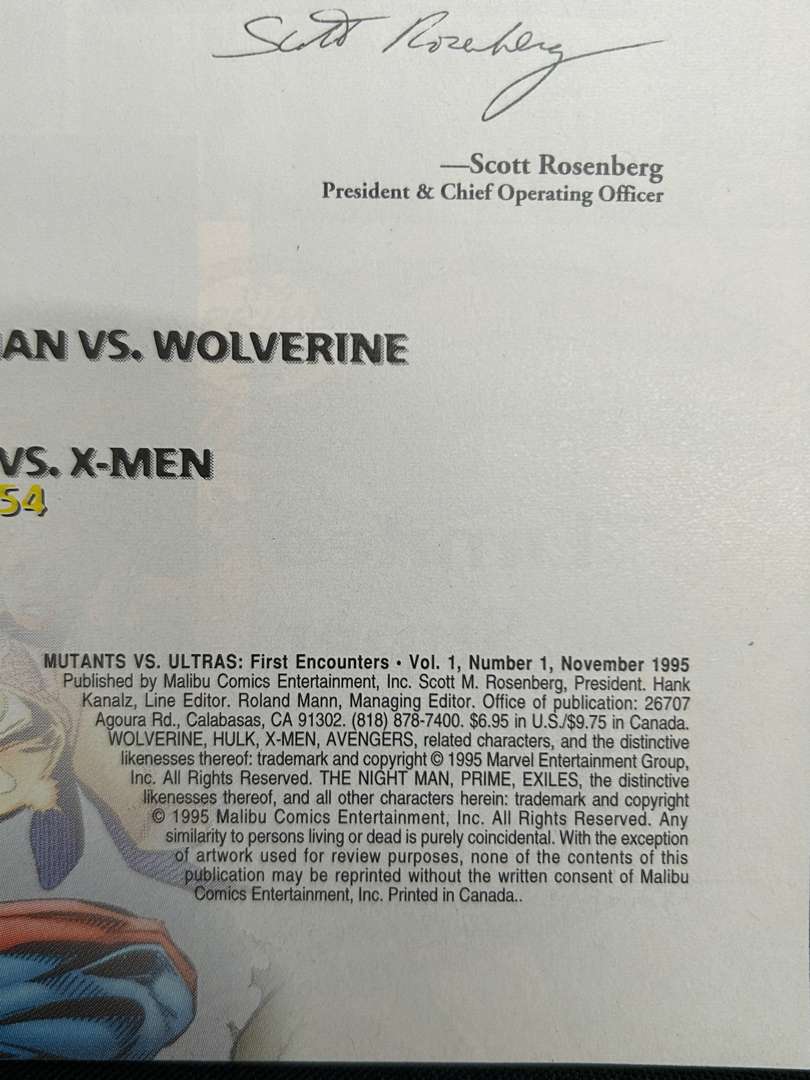 Scott Rosenberg
—Scott Rosenberg
President & Chief Operating Officer
AN VS. WOLVERINE
VS. X-MEN
54
MUTANTS VS. ULTRAS: First Encounters • Vol. 1, Number 1, November 1995
Published by Malibu Comics Entertainment, Inc. Scott M. Rosenberg, President. Hank
Kanalz, Line Editor. Roland Mann, Managing Editor. Office of publication: 26707
Agoura Rd., Calabasas, CA 91302. (818) 878-7400. $6.95 in U.S./$9.75 in Canada.
WOLVERINE, HULK, X-MEN, AVENGERS, related characters, and the distinctive
likenesses thereof: trademark and copyright © 1995 Marvel Entertainment Group,
Inc. All Rights Reserved. THE NIGHT MAN, PRIME, EXILES, the distinctive
likenesses thereof, and all other characters herein: trademark and copyright
© 1995 Malibu Comics Entertainment, Inc. All Rights Reserved. Any
similarity to persons living or dead is purely coincidental. With the exception
of artwork used for review purposes, none of the contents of this
publication may be reprinted without the written consent of Malibu
Comics Entertainment, Inc. Printed in Canada..